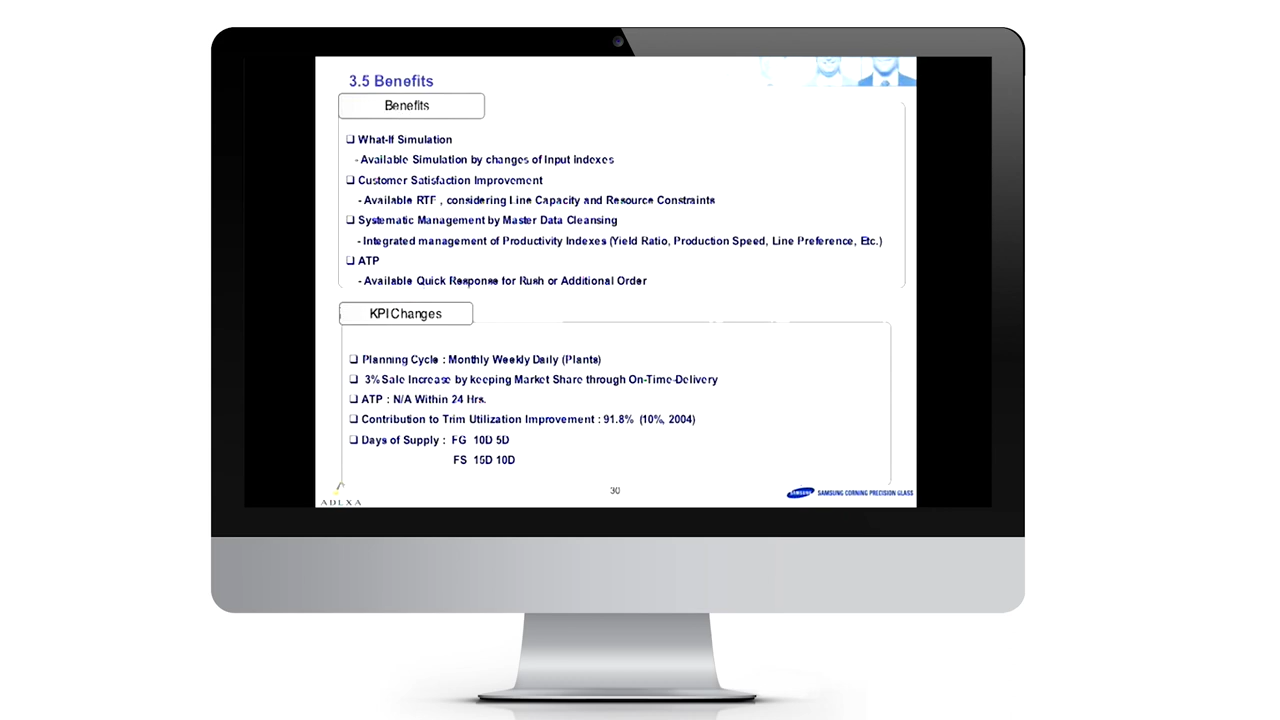 3.5 Benefits
Benefits
❑ What-If Simulation
- Available Simulation by changes of Input Indexes
❑ Customer Satisfaction Improvement
- Available RTF , considering Line Capacity and Resource Constraints
❑ Systematic Management by Master Data Cleansing
- Integrated management of Productivity Indexes (Yield Ratio, Production Speed, Line Preference, Etc.)
❑ ATP
- Available Quick Response for Rush or Additional Order
KPI Changes
❑ Planning Cycle : Monthly Weekly Daily (Plants)
❑ 3% Sale Increase by keeping Market Share through On-Time-Delivery
❑ ATP : N/A Within 24 Hrs.
❑ Contribution to Trim Utilization Improvement : 91.8% (10%, 2004)
❑ Days of Supply : FG 10D 5D
FS 15D 10D
30
SAMSUNG SAMSUNG CORNING PRECISION GLASS